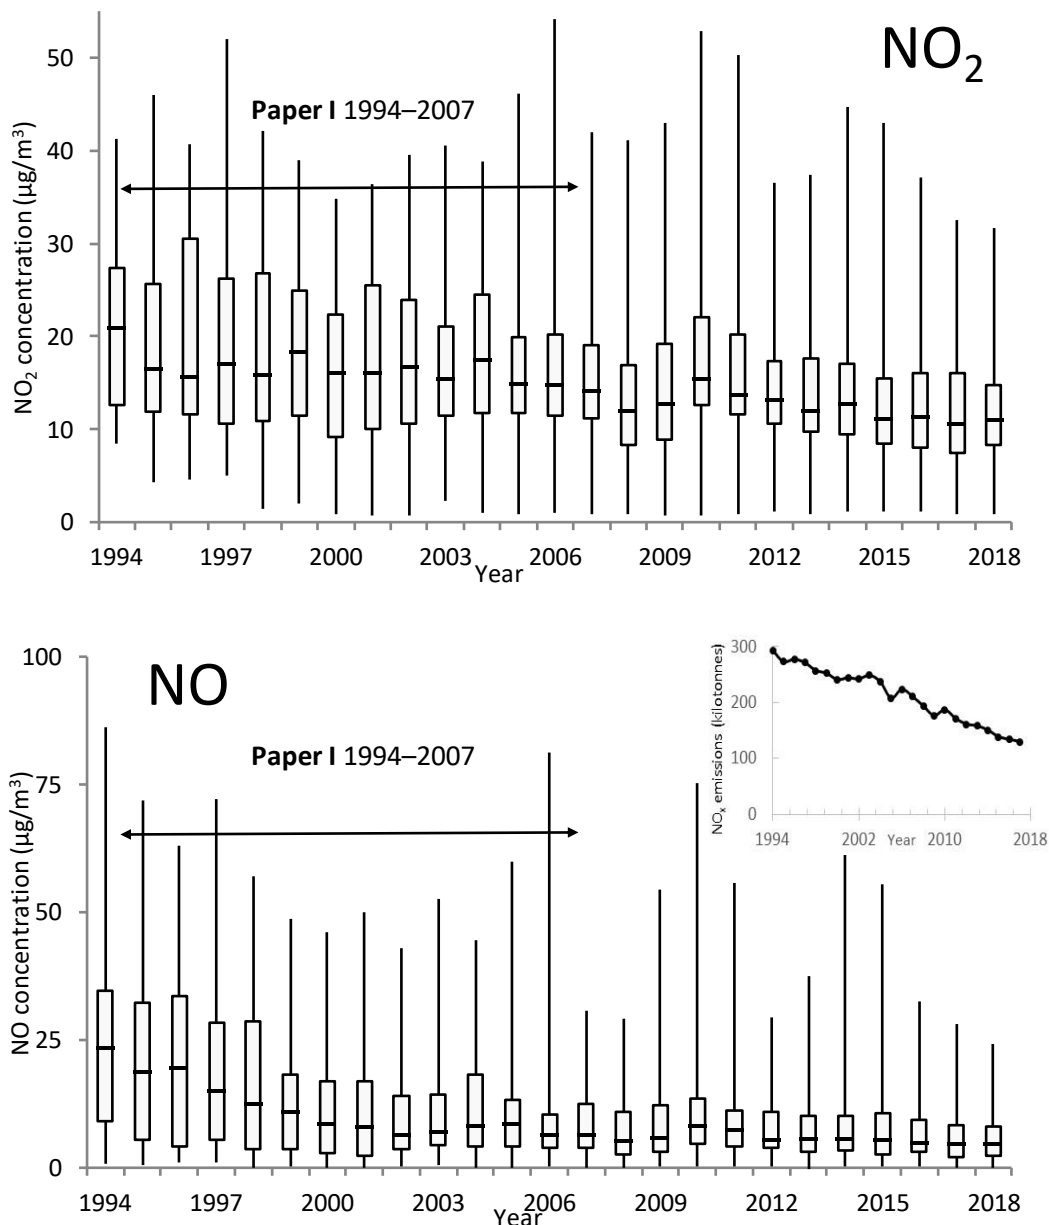 NO₂
50
40
30
20
10
0
NO₂ concentration (µg/m³)
Paper I 1994–2007
1994 1997 2000 2003 2006 2009 2012 2015 2018
Year
NO
100
75
50
25
0
NO concentration (µg/m³)
Paper I 1994–2007
300
200
100
0
NOₓ emissions (kilotonnes)
1994 2002 Year 2010 2018
1994 1997 2000 2003 2006 2009 2012 2015 2018
Year